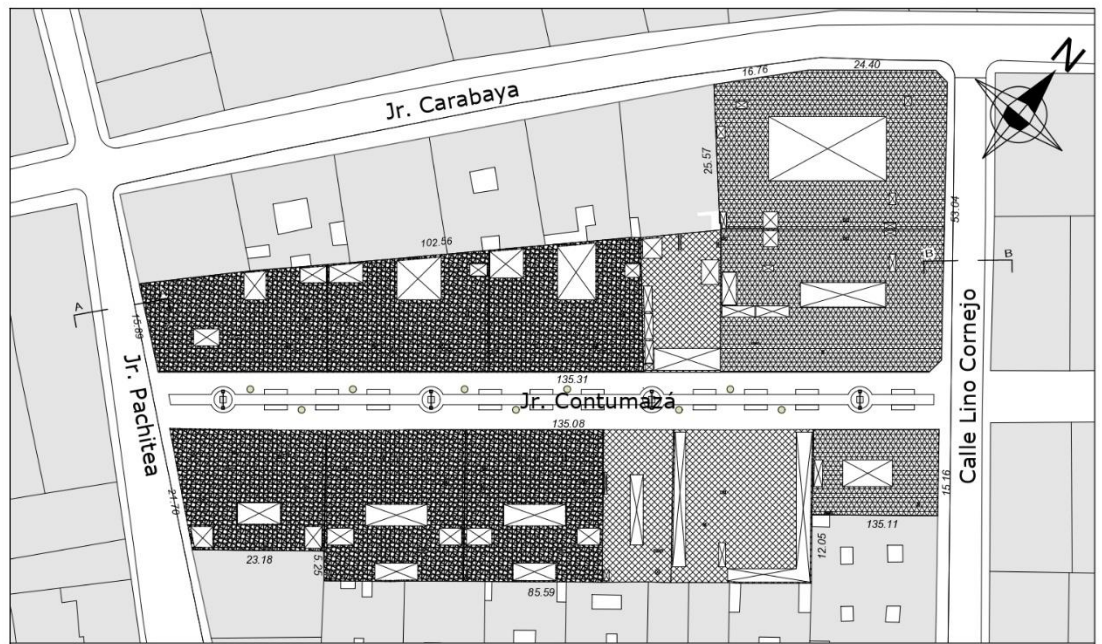 24.40
16.76
N
Jr. Carabaya
25.57
53.04
102.56
B
B
A
15.89
135.31
Jr. Contumazá
135.08
Jr. Pachitea
Calle Lino Cornejo
21.70
15.16
135.11
12.05
23.18
5.25
85.59